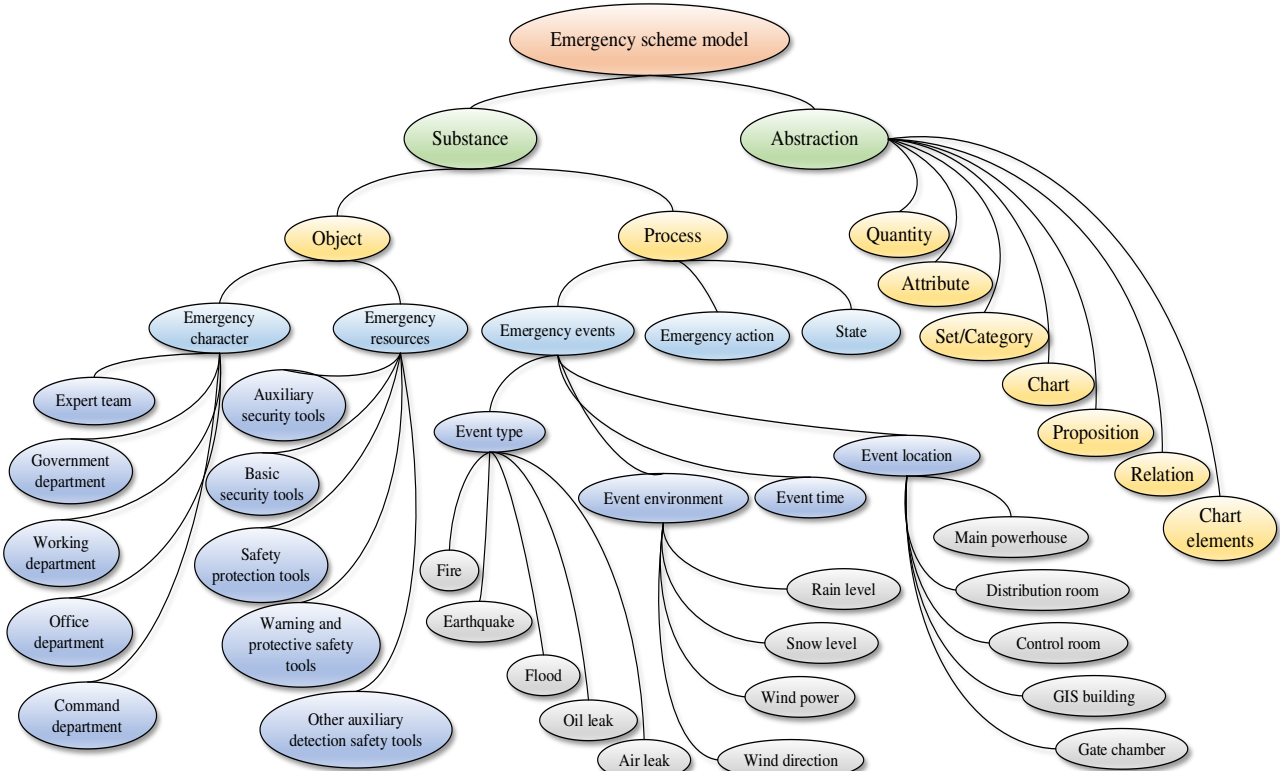 Emergency scheme model
Substance
Abstraction
Object
Process
Quantity
Attribute
Set/Category
Chart
Proposition
Relation
Chart
elements
Emergency
character
Emergency
resources
Emergency events
Emergency action
State
Expert team
Government
department
Working
department
Office
department
Command
department
Auxiliary
security tools
Basic
security tools
Safety
protection tools
Warning and
protective safety
tools
Other auxiliary
detection safety tools
Event type
Event environment
Event time
Event location
Fire
Earthquake
Flood
Oil leak
Air leak
Rain level
Snow level
Wind power
Wind direction
Main powerhouse
Distribution room
Control room
GIS building
Gate chamber